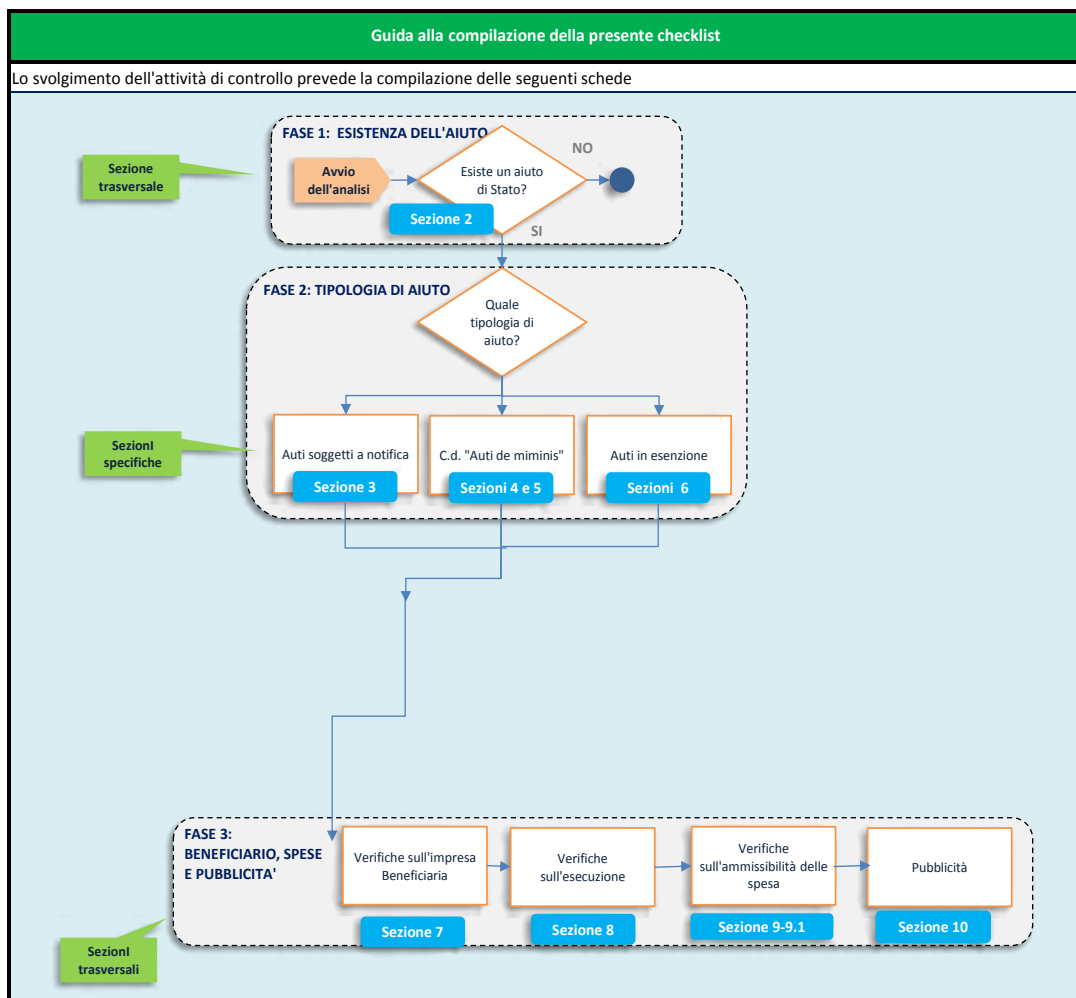 Guida alla compilazione della presente checklist
Lo svolgimento dell'attività di controllo prevede la compilazione delle seguenti schede
FASE 1: ESISTENZA DELL'AIUTO
Sezione
trasversale
Avvio
dell'analisi
Esiste un aiuto
di Stato?
NO
Sezione 2
SI
FASE 2: TIPOLOGIA DI AIUTO
Quale
tipologia di
aiuto?
SezionI
specifiche
Auti soggetti a notifica
C.d. "Auti de miminis"
Auti in esenzione
Sezione 3
Sezioni 4 e 5
Sezioni 6
FASE 3:
BENEFICIARIO, SPESE
E PUBBLICITA'
Verifiche sull'impresa
Beneficiaria
Verifiche
sull'esecuzione
Verifiche
sull'ammissibilità delle
spesa
Pubblicità
Sezione 7
Sezione 8
Sezione 9-9.1
Sezione 10
SezionI
trasversali